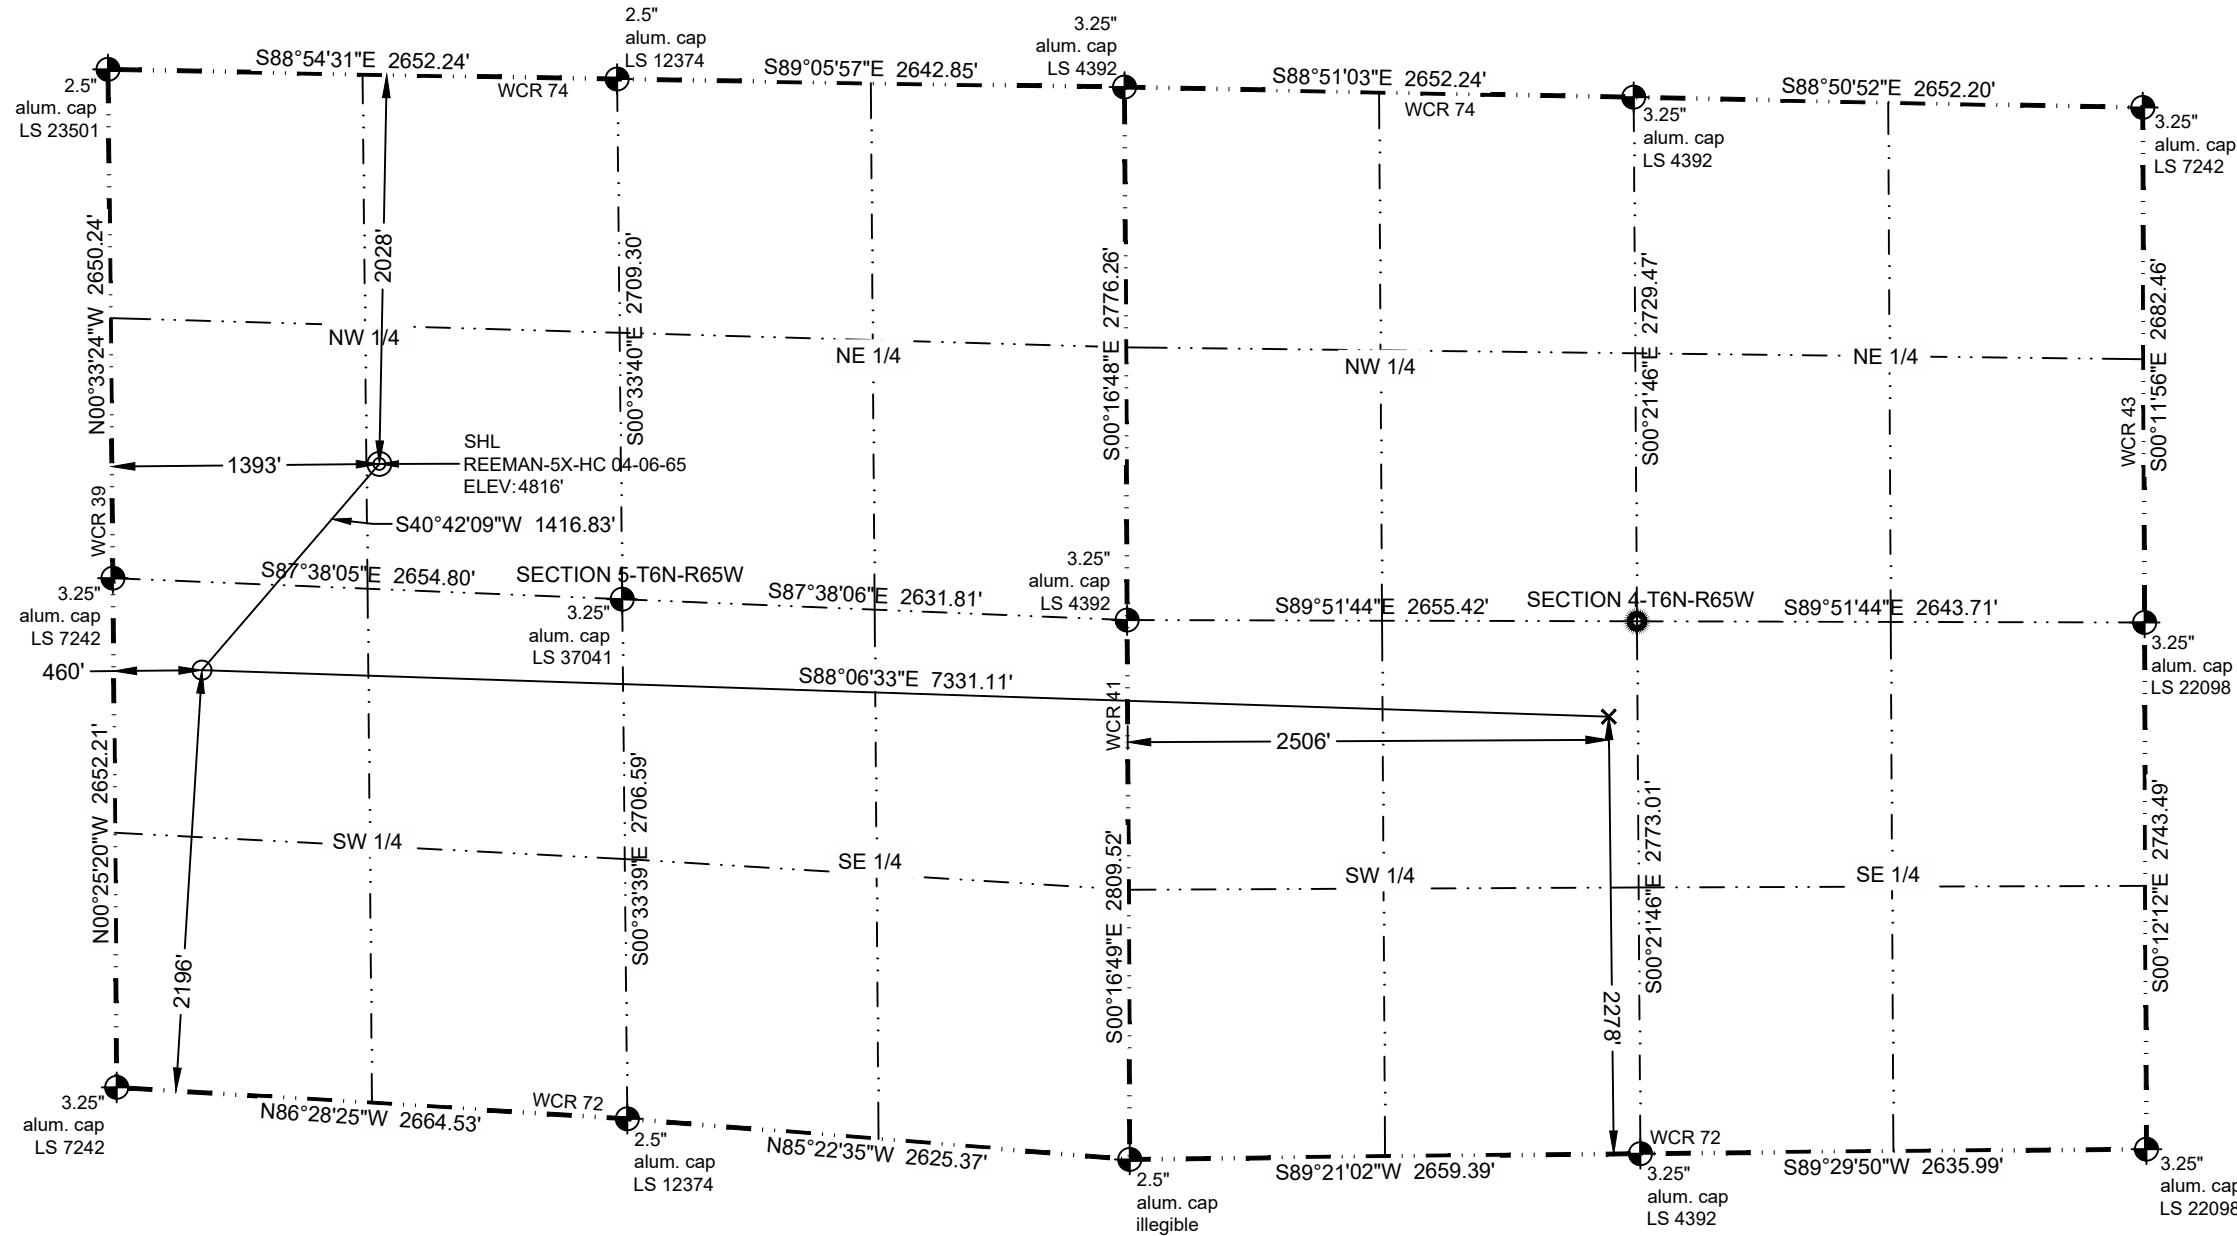 2.5"
alum. cap
LS 12374
3.25"
alum. cap
LS 4392
S88°54'31"E 2652.24'
WCR 74
S89°05'57"E 2642.85'
S88°51'03"E 2652.24'
WCR 74
S88°50'52"E 2652.20'
2.5"
alum. cap
LS 23501
3.25"
alum. cap
LS 4392
3.25"
alum. cap
LS 7242
N00°33'24"W 2650.24'
2028'
S00°33'40"E 2709.30'
S00°16'48"E 2776.26'
S00°21'46"E 2729.47'
S00°11'56"E 2682.46'
NW 1/4
NE 1/4
NW 1/4
NE 1/4
WCR 43
1393'
SHL
REEMAN-5X-HC 04-06-65
ELEV:4816'
WCR 39
S40°42'09"W 1416.83'
S87°38'05"E 2654.80'
SECTION 5-T6N-R65W
S87°38'06"E 2631.81'
3.25"
alum. cap
LS 4392
S89°51'44"E 2655.42'
SECTION 4-T6N-R65W
S89°51'44"E 2643.71'
3.25"
alum. cap
LS 7242
3.25"
alum. cap
LS 37041
3.25"
alum. cap
LS 22098
460'
S88°06'33"E 7331.11'
WCR 41
2506'
N00°25'20"W 2652.21'
2196'
S00°33'39"E 2706.59'
S00°16'49"E 2809.52'
S00°21'46"E 2773.01'
2278'
S00°12'12"E 2743.49'
SW 1/4
SE 1/4
SW 1/4
SE 1/4
3.25"
alum. cap
LS 7242
N86°28'25"W 2664.53'
WCR 72
2.5"
alum. cap
LS 12374
N85°22'35"W 2625.37'
2.5"
alum. cap
illegible
S89°21'02"W 2659.39'
WCR 72
3.25"
alum. cap
LS 4392
S89°29'50"W 2635.99'
3.25"
alum. cap
LS 22098